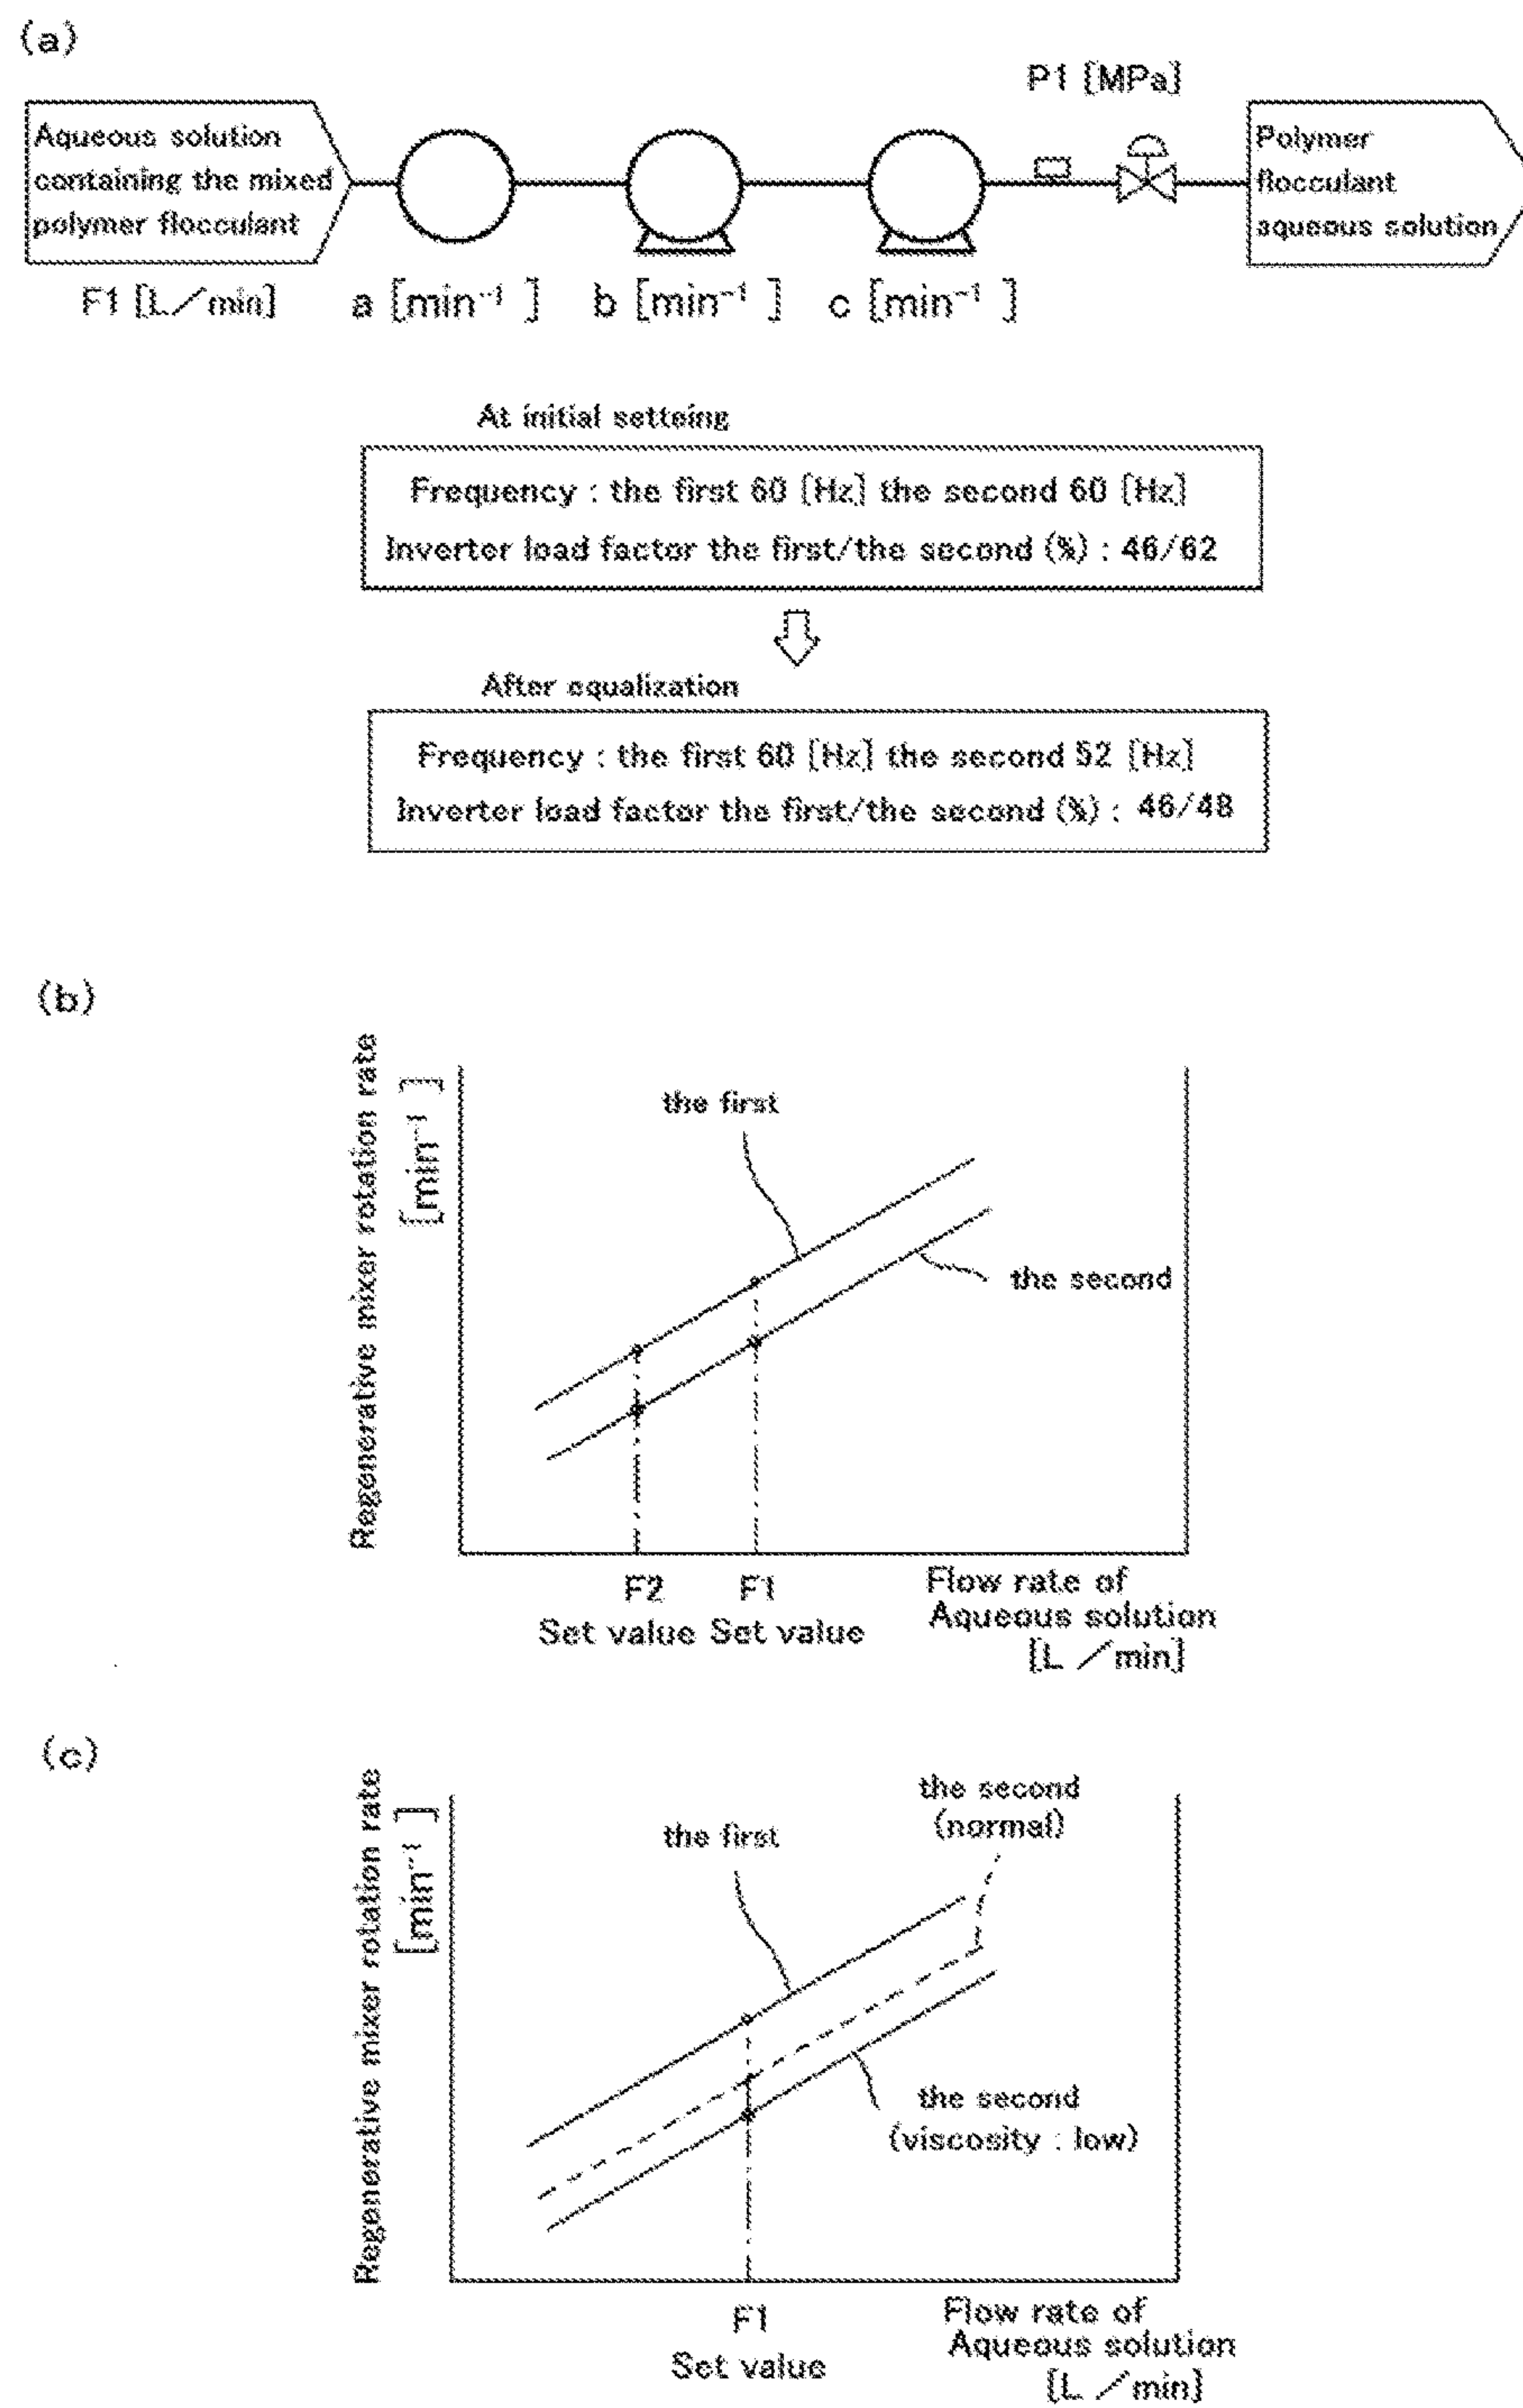 (a)
P1 [MPa]
Aqueous solution
containing the mixed
polymer flocculant
Polymer
flocculant
aqueous solution
F1 [L／min] a [min⁻¹ ] b [min⁻¹ ] c [min⁻¹ ]
At initial setteing
Frequency : the first 60 [Hz] the second 60 [Hz]
Inverter load factor the first/the second (%) : 46/62
After equalization
Frequency : the first 60 [Hz] the second 52 [Hz]
Inverter load factor the first/the second (%) : 46/48
(b)
Regenerative mixer rotation rate
[min⁻¹ ]
the first
the second
F2 F1
Set value Set value
Flow rate of
Aqueous solution
[L ／min]
(c)
Regenerative mixer rotation rate
[min⁻¹ ]
the first
the second
(normal)
the second
(viscosity : low)
F1
Set value
Flow rate of
Aqueous solution
[L ／min]